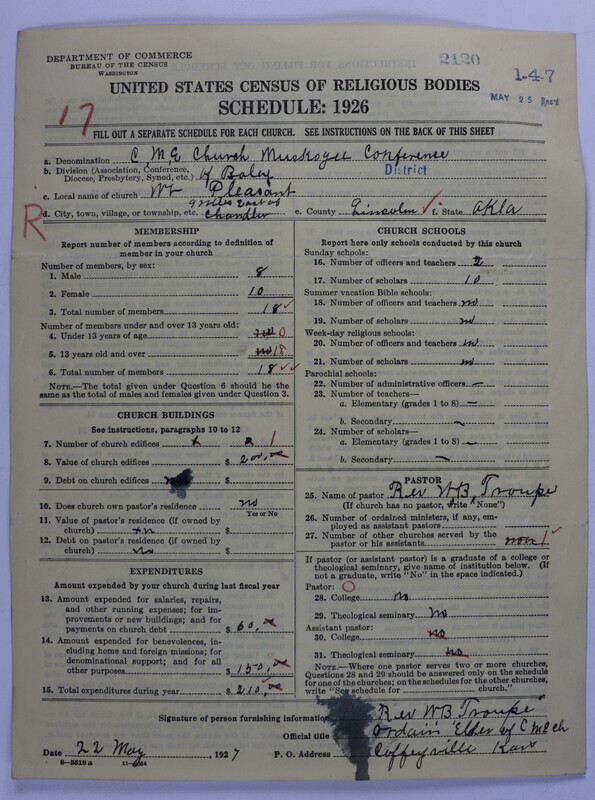 DEPARTMENT OF COMMERCE
BUREAU OF THE CENSUS
WASHINGTON
2120
1-4-7
MAY 25 Rec'd
UNITED STATES CENSUS OF RELIGIOUS BODIES
SCHEDULE: 1926
17
FILL OUT A SEPARATE SCHEDULE FOR EACH CHURCH. SEE INSTRUCTIONS ON THE BACK OF THIS SHEET
a. Denomination C. M. E Church Muskogee Conference
b. Division (Association, Conference, Diocese, Presbytery, Synod, etc.) of Boley District
c. Local name of church Mt Pleasant
R
d. City, town, village, or township, etc. 9 miles East of Chandler e. County Lincoln ✓ f. State Okla
MEMBERSHIP
Report number of members according to definition of member in your church
Number of members, by sex:
1. Male 8
2. Female 10
3. Total number of members 18 ✓
Number of members under and over 13 years old:
4. Under 13 years of age 0
5. 13 years old and over 18
6. Total number of members 18 ✓
NOTE.—The total given under Question 6 should be the same as the total of males and females given under Question 3.
CHURCH BUILDINGS
See instructions, paragraphs 10 to 12
7. Number of church edifices 1
8. Value of church edifices $ 200,00
9. Debt on church edifices $
10. Does church own pastor's residence no
Yes or No
11. Value of pastor's residence (if owned by church) no $
12. Debt on pastor's residence (if owned by church) no $
EXPENDITURES
Amount expended by your church during last fiscal year
13. Amount expended for salaries, repairs, and other running expenses; for improvements or new buildings; and for payments on church debt $ 60,00
14. Amount expended for benevolences, including home and foreign missions; for denominational support; and for all other purposes $ 150,00
15. Total expenditures during year $ 210,00
CHURCH SCHOOLS
Report here only schools conducted by this church
Sunday schools:
16. Number of officers and teachers 2
17. Number of scholars 10
Summer vacation Bible schools:
18. Number of officers and teachers no
19. Number of scholars no
Week-day religious schools:
20. Number of officers and teachers no
21. Number of scholars no
Parochial schools:
22. Number of administrative officers —
23. Number of teachers—
a. Elementary (grades 1 to 8) —
b. Secondary
24. Number of scholars—
a. Elementary (grades 1 to 8) —
b. Secondary —
PASTOR
25. Name of pastor Rev W.B. Troupe
(If church has no pastor, write "None")
26. Number of ordained ministers, if any, employed as assistant pastors
27. Number of other churches served by the pastor or his assistants 1 ✓
If pastor (or assistant pastor) is a graduate of a college or theological seminary, give name of institution below. (If not a graduate, write "No" in the space indicated.)
Pastor: O
28. College no
29. Theological seminary no
Assistant pastor:
30. College no
31. Theological seminary no
NOTE.—Where one pastor serves two or more churches, Questions 28 and 29 should be answered only on the schedule for one of the churches; on the schedules for the other churches, write "See schedule for church."
Signature of person furnishing information Rev WB Troupe
Official title Ordain Elder of C M E Ch
Date 22 May, 1927 P. O. Address Coffeyville Kans
8—5518 a